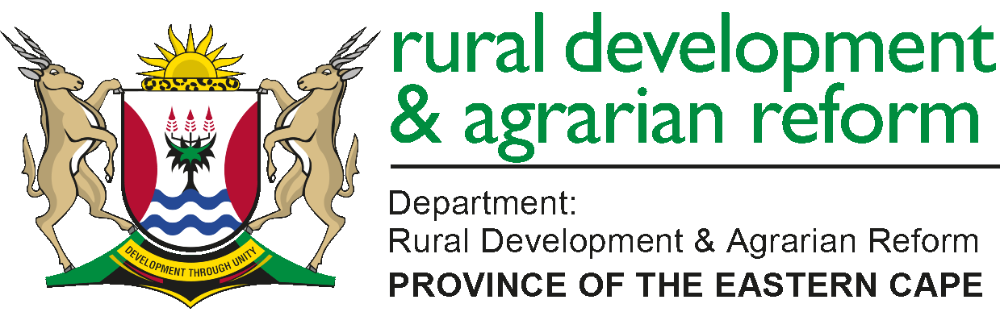 rural development
& agrarian reform
Department:
Rural Development & Agrarian Reform
PROVINCE OF THE EASTERN CAPE
DEVELOPMENT THROUGH UNITY